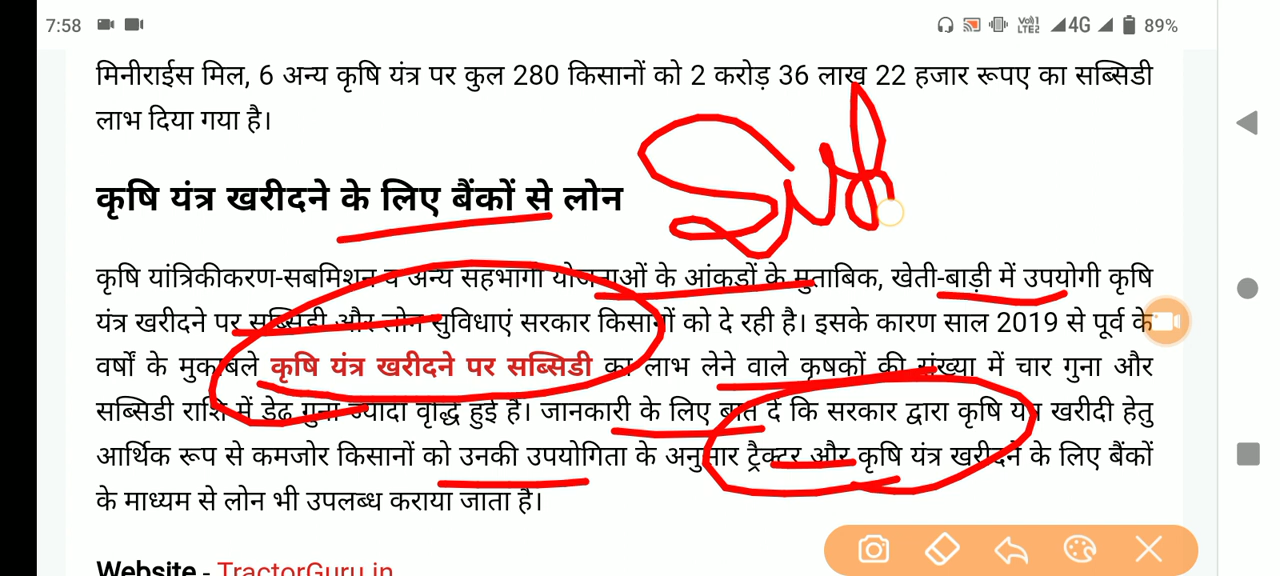 7:58
Vo)) 1
LTE2
4G
89%
मिनीराईस मिल, 6 अन्य कृषि यंत्र पर कुल 280 किसानों को 2 करोड़ 36 लाख 22 हजार रूपए का सब्सिडी
लाभ दिया गया है।
कृषि यंत्र खरीदने के लिए बैंकों से लोन
कृषि यांत्रिकीकरण-सबमिशन व अन्य सहभागी योजनाओं के आंकड़ों के मुताबिक, खेती-बाड़ी में उपयोगी कृषि
यंत्र खरीदने पर सब्सिडी और लोन सुविधाएं सरकार किसानों को दे रही है। इसके कारण साल 2019 से पूर्व के
वर्षों के मुकाबले कृषि यंत्र खरीदने पर सब्सिडी का लाभ लेने वाले कृषकों की संख्या में चार गुना और
सब्सिडी राशि में डेढ़ गुना ज्यादा वृद्धि हुई है। जानकारी के लिए बात दें कि सरकार द्वारा कृषि यंत्र खरीदी हेतु
आर्थिक रूप से कमजोर किसानों को उनकी उपयोगिता के अनुसार ट्रैक्टर और कृषि यंत्र खरीदने के लिए बैंकों
के माध्यम से लोन भी उपलब्ध कराया जाता है।
Website - TractorGuru.in